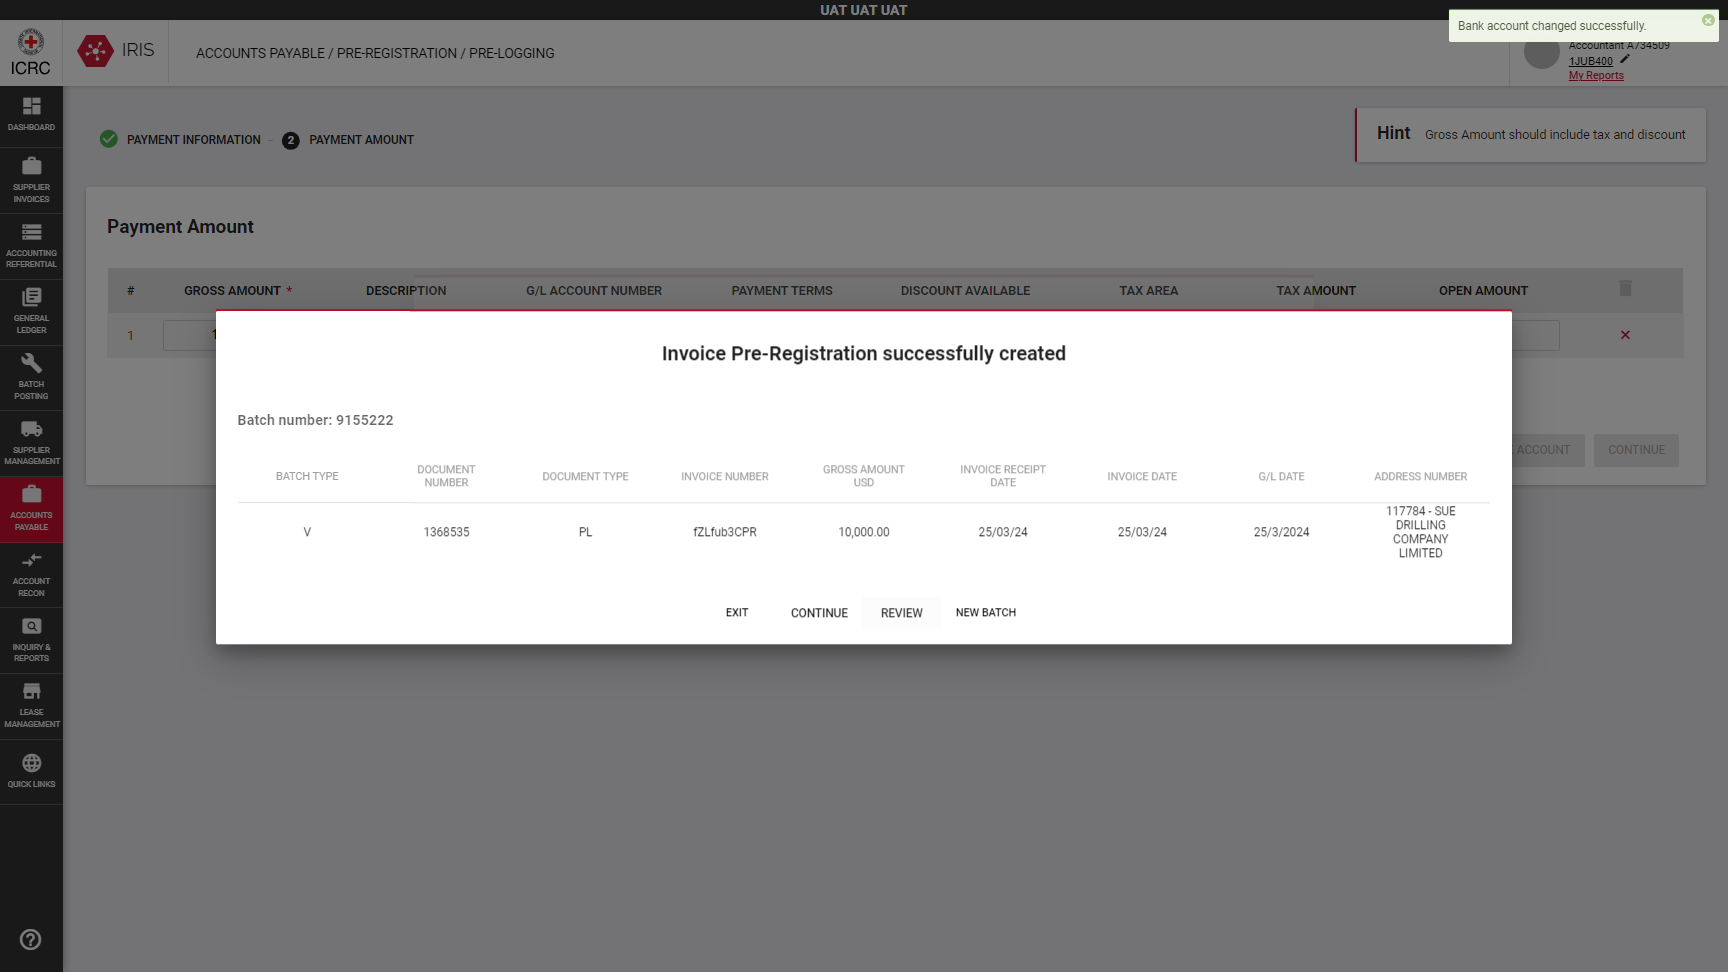 UAT UAT UAT
Bank account changed successfully.
ICRC
IRIS
ACCOUNTS PAYABLE / PRE-REGISTRATION / PRE-LOGGING
Accountant A734509
1JUB400
My Reports
DASHBOARD
SUPPLIER
INVOICES
ACCOUNTING
REFERENTIAL
GENERAL
LEDGER
BATCH
POSTING
SUPPLIER
MANAGEMENT
ACCOUNTS
PAYABLE
ACCOUNT
RECON
INQUIRY &
REPORTS
LEASE
MANAGEMENT
QUICK LINKS
PAYMENT INFORMATION
2 PAYMENT AMOUNT
Hint Gross Amount should include tax and discount
Payment Amount
# GROSS AMOUNT * DESCRIPTION G/L ACCOUNT NUMBER PAYMENT TERMS DISCOUNT AVAILABLE TAX AREA TAX AMOUNT OPEN AMOUNT
1 1
ACCOUNT CONTINUE
Invoice Pre-Registration successfully created
Batch number: 9155222
BATCH TYPE DOCUMENT NUMBER DOCUMENT TYPE INVOICE NUMBER GROSS AMOUNT USD INVOICE RECEIPT DATE INVOICE DATE G/L DATE ADDRESS NUMBER
V 1368535 PL fZLfub3CPR 10,000.00 25/03/24 25/03/24 25/3/2024 117784 - SUE DRILLING COMPANY LIMITED
EXIT CONTINUE REVIEW NEW BATCH